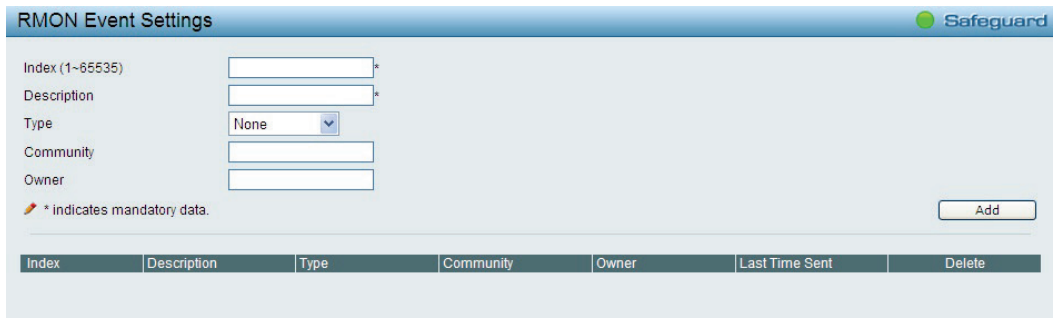 RMON Event Settings Safeguard
Index (1~65535) *
Description *
Type None
Community
Owner
* indicates mandatory data. Add
Index Description Type Community Owner Last Time Sent Delete